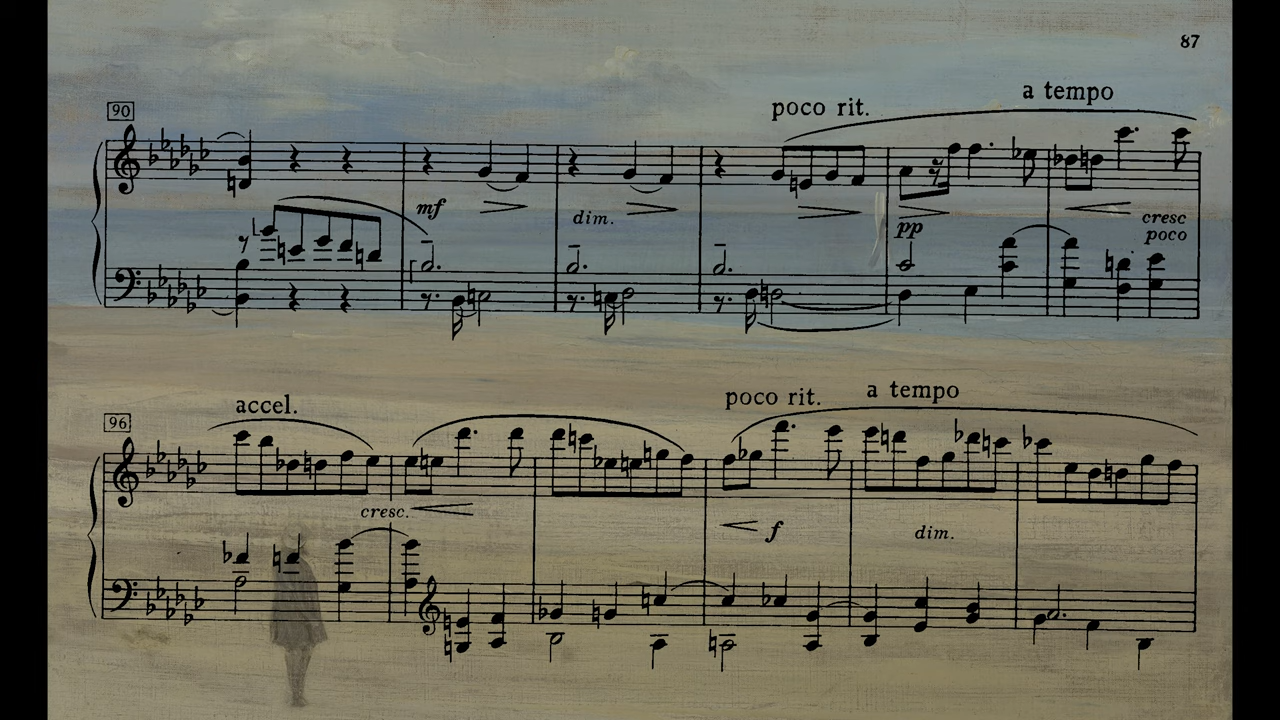 87
90
poco rit.
a tempo
mf
dim.
pp
cresc
poco
96
accel.
poco rit.
a tempo
cresc.
f
dim.